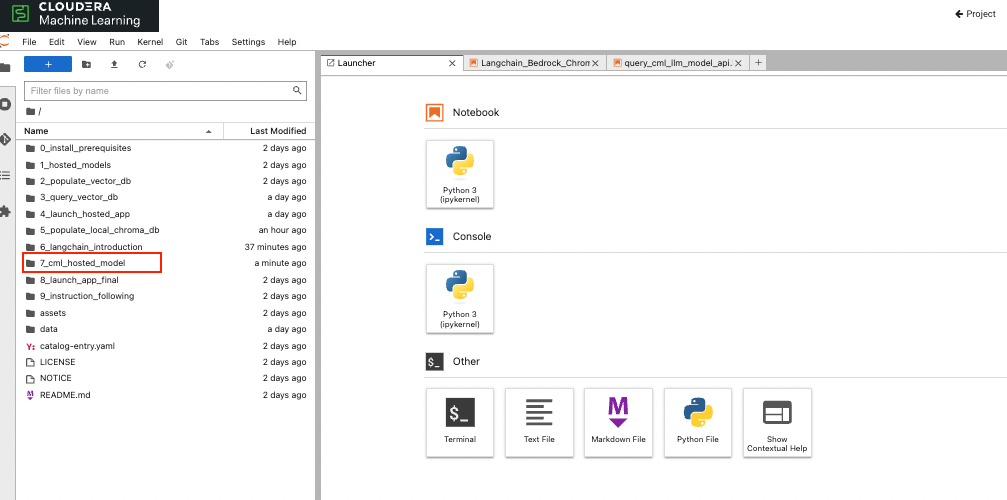 CLOUDERA
Machine Learning
Project
File Edit View Run Kernel Git Tabs Settings Help
Launcher
Langchain_Bedrock_Chrom
query_cml_llm_model_api.
Filter files by name
/
Name Last Modified
0_install_prerequisites 2 days ago
1_hosted_models 2 days ago
2_populate_vector_db 2 days ago
3_query_vector_db a day ago
4_launch_hosted_app a day ago
5_populate_local_chroma_db an hour ago
6_langchain_introduction 37 minutes ago
7_cml_hosted_model a minute ago
8_launch_app_final 2 days ago
9_instruction_following 2 days ago
assets 2 days ago
data a day ago
catalog-entry.yaml 2 days ago
LICENSE 2 days ago
NOTICE 2 days ago
README.md 2 days ago
Notebook
Python 3
(ipykernel)
Console
Python 3
(ipykernel)
$_ Other
$_
Terminal
Text File
Markdown File
Python File
Show
Contextual Help